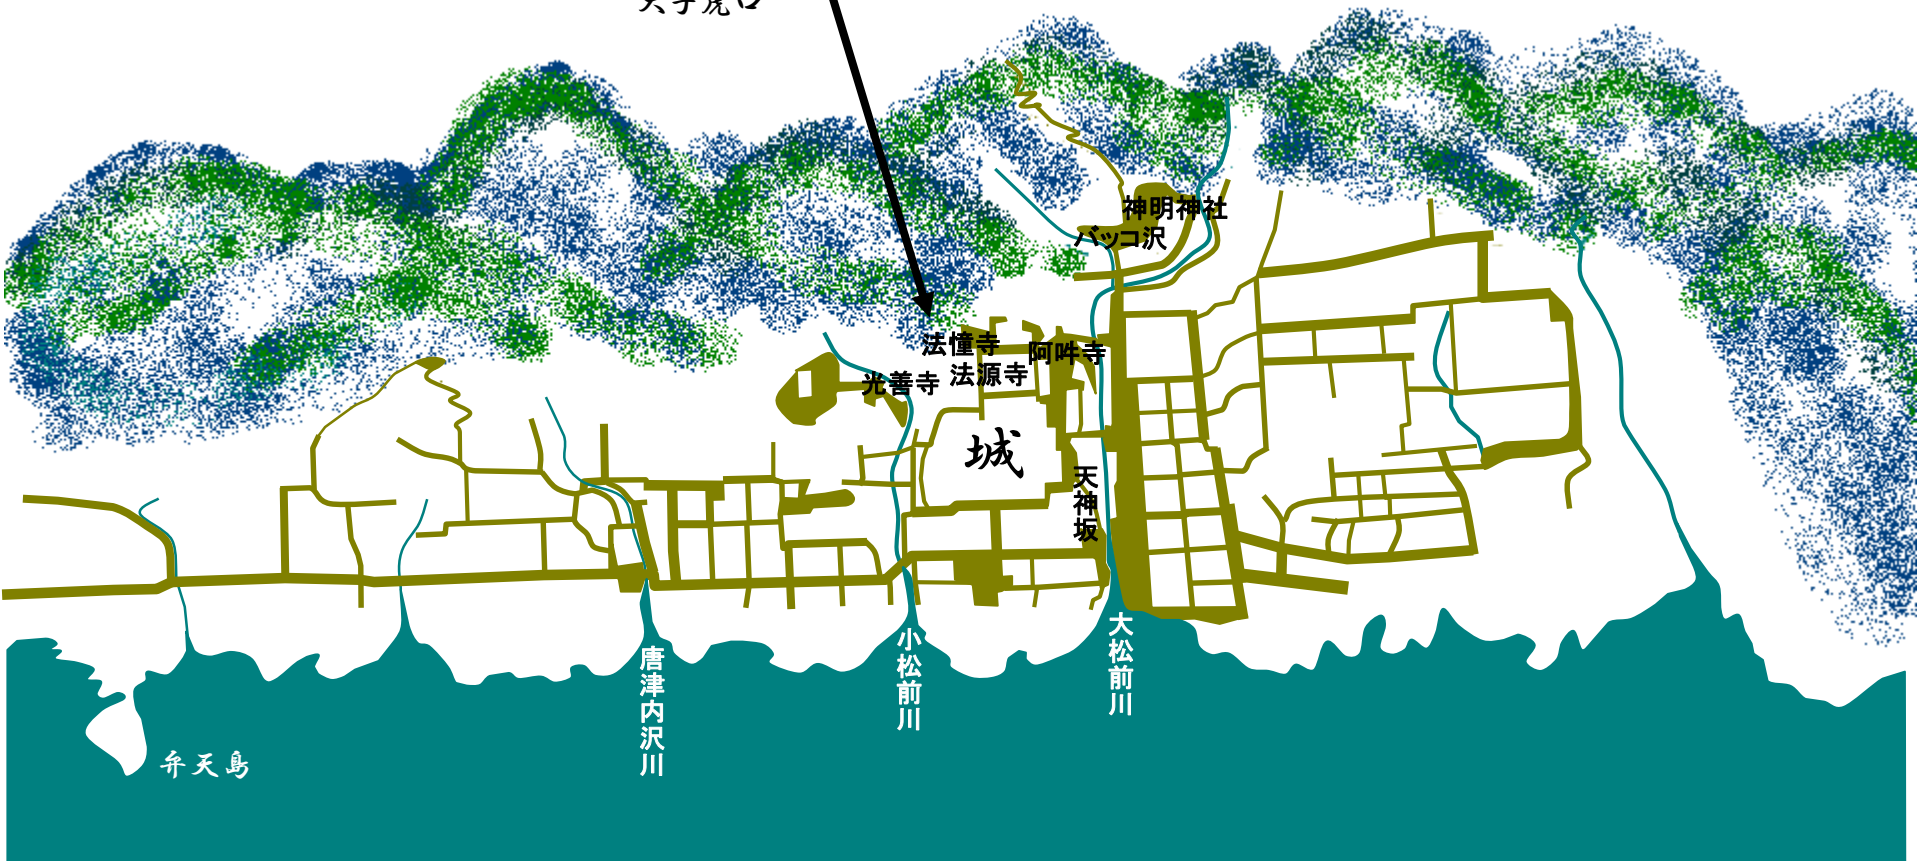 神明神社
バッコ沢
法憧寺
阿吽寺
法源寺
光善寺
城
天神坂
大松前川
小松前川
唐津内沢川
弁天島